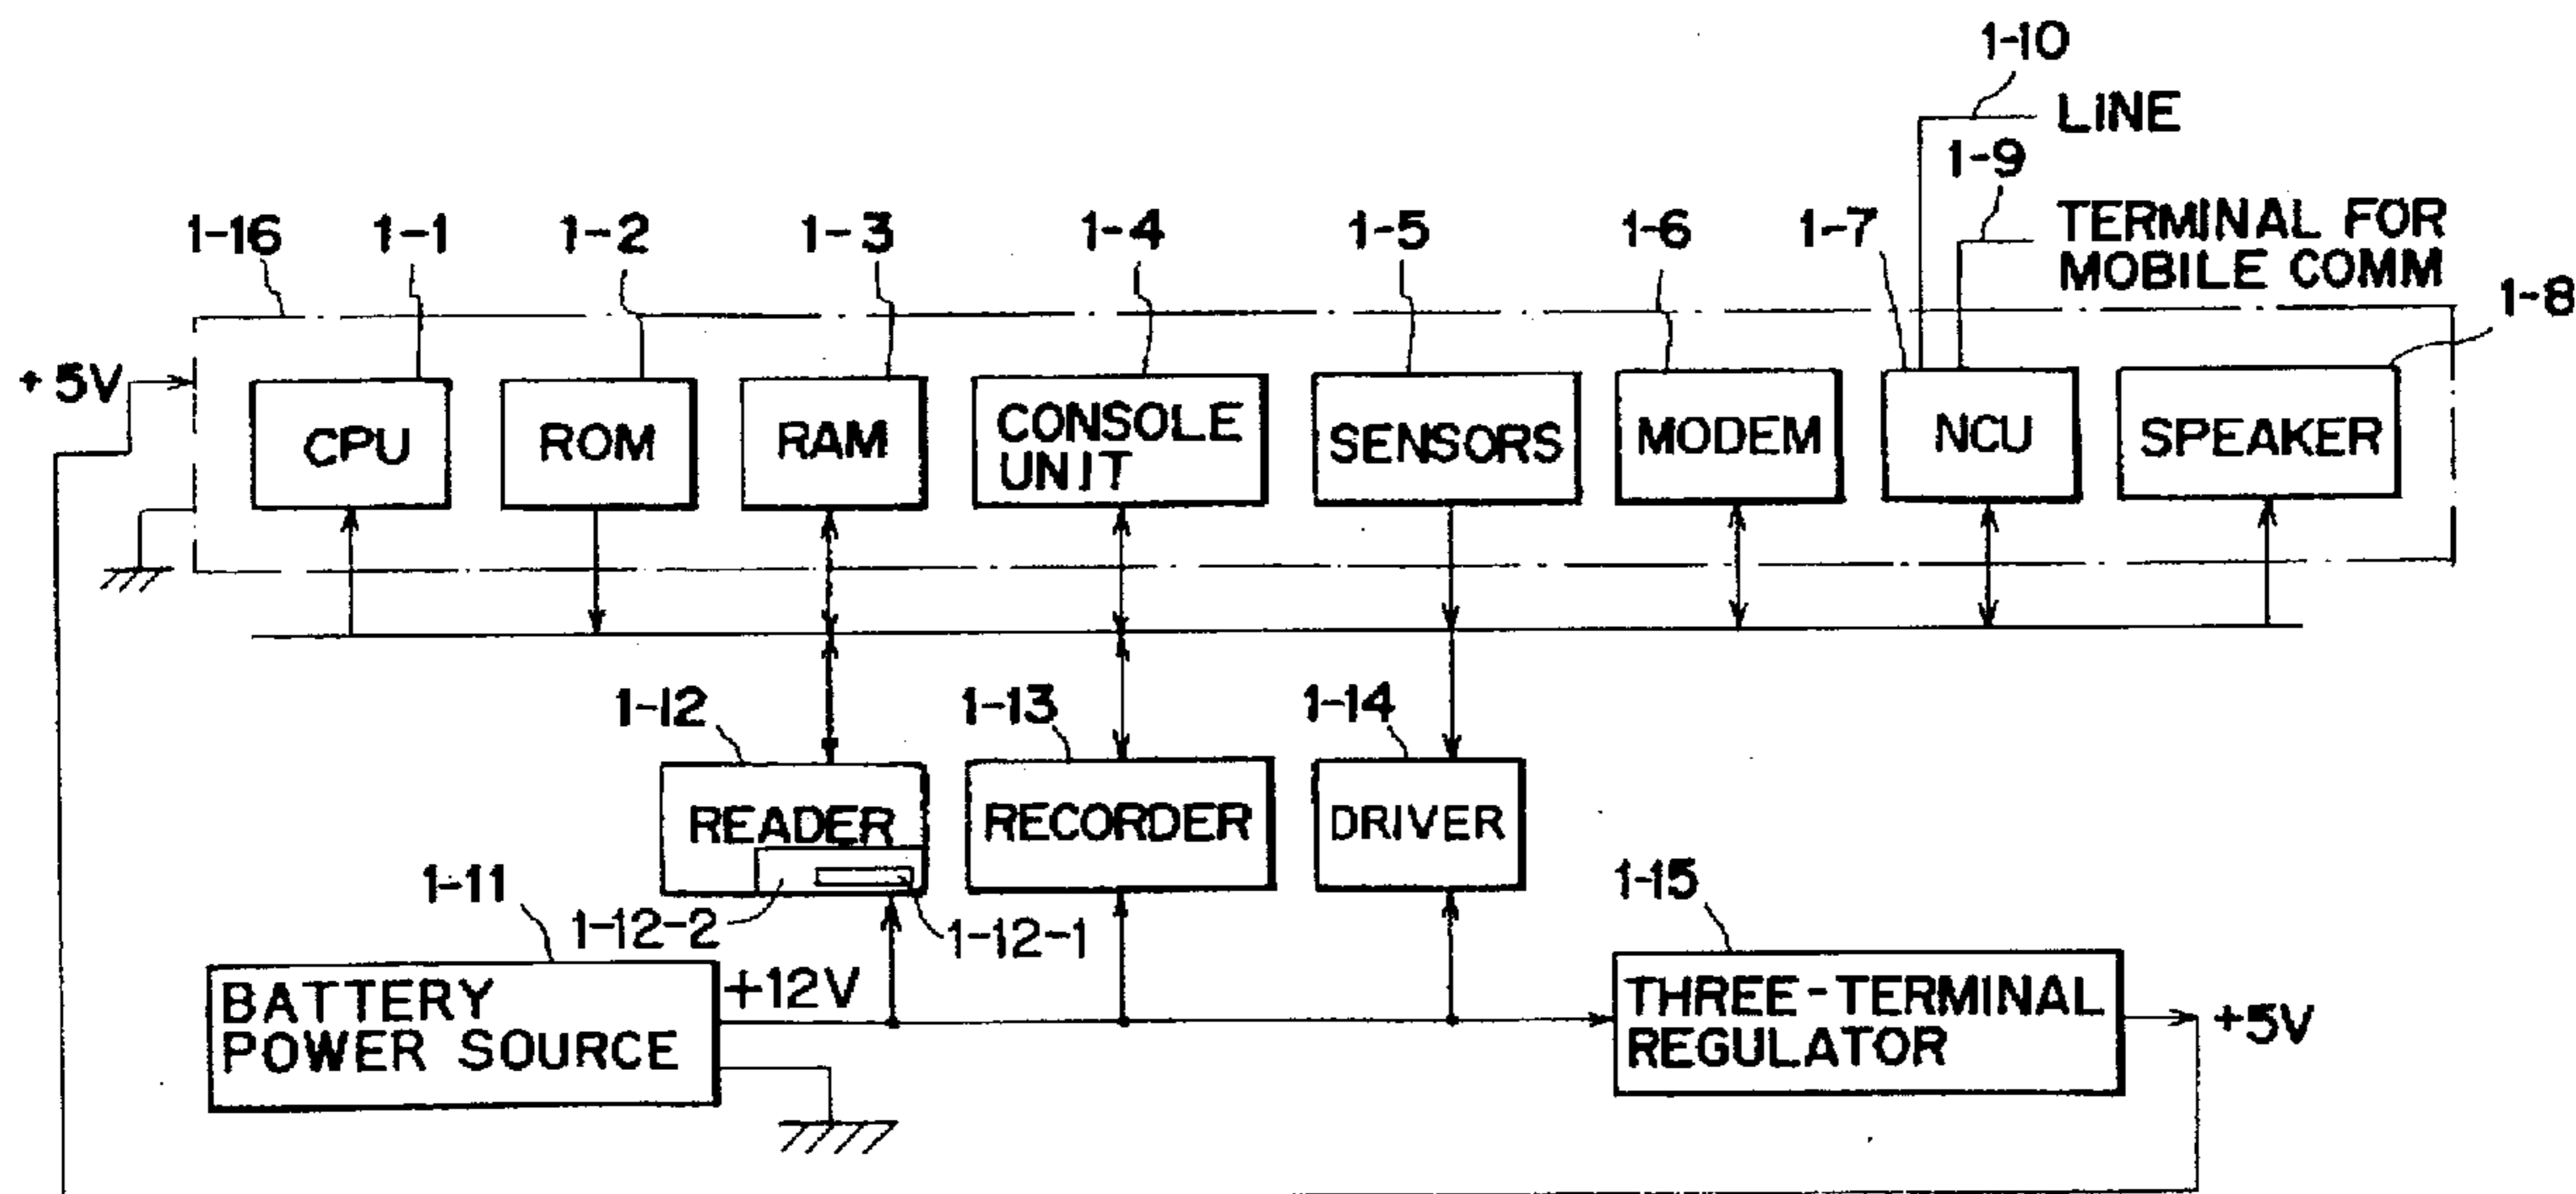 1-10
LINE
1-9
TERMINAL FOR
MOBILE COMM
1-16
1-1
1-2
1-3
1-4
1-5
1-6
1-7
1-8
+5V
CPU
ROM
RAM
CONSOLE
UNIT
SENSORS
MODEM
NCU
SPEAKER
1-12
1-13
1-14
READER
RECORDER
DRIVER
1-11
1-12-2
1-12-1
1-15
BATTERY
POWER SOURCE
+12V
THREE-TERMINAL
REGULATOR
+5V